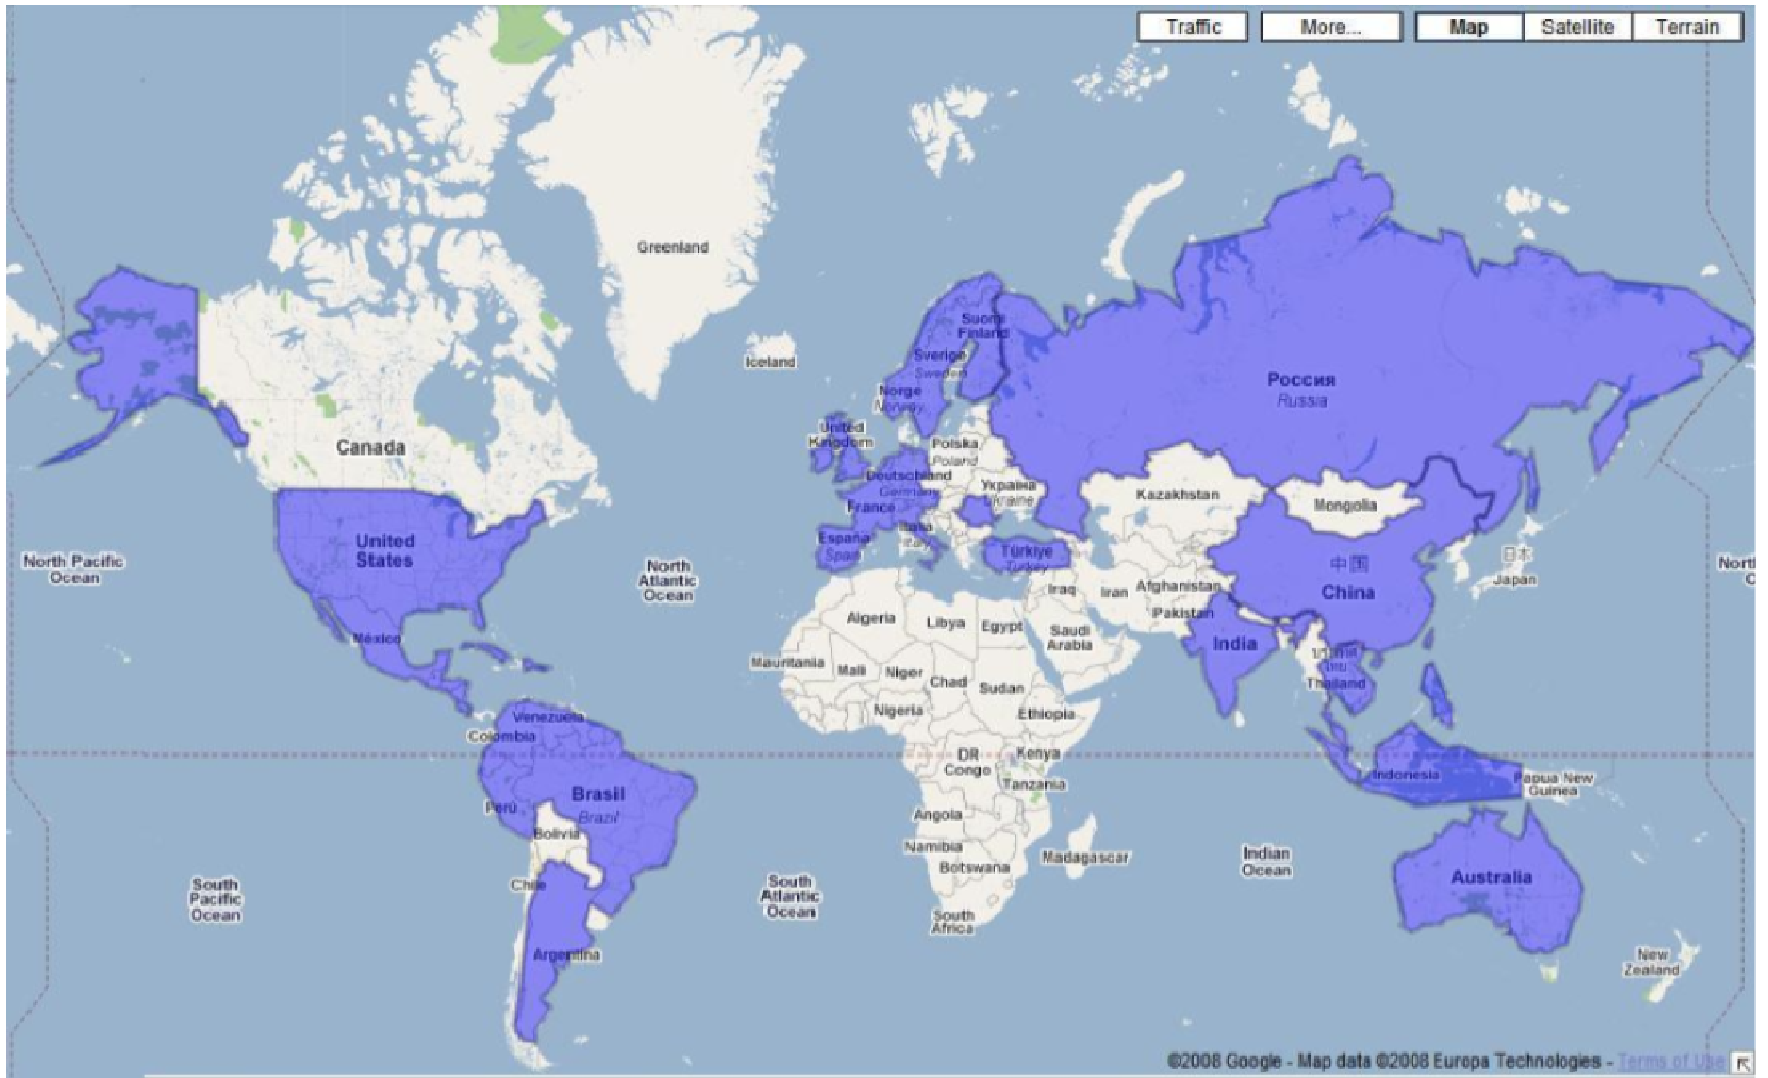 Traffic
More...
Map
Satellite
Terrain
Greenland
Iceland
Suomi
Finland
Sverige
Sweden
Norge
Norway
Россия
Russia
United
Kingdom
Polska
Poland
Deutschland
Germany
Україна
Ukraine
France
Italia
Italy
España
Spain
Türkiye
Turkey
Canada
Kazakhstan
Mongolia
United
States
North Pacific
Ocean
North
Atlantic
Ocean
中国
China
日本
Japan
Iraq
Iran
Afghanistan
Pakistan
Algeria
Libya
Egypt
Saudi
Arabia
India
México
Mauritania
Mali
Niger
Chad
Sudan
Thailand
Nigeria
Ethiopia
Venezuela
Colombia
DR
Congo
Kenya
Tanzania
Indonesia
Papua New
Guinea
Perú
Brasil
Brazil
Bolivia
Angola
Namibia
Botswana
Madagascar
Indian
Ocean
Australia
Chile
South
Pacific
Ocean
South
Atlantic
Ocean
South
Africa
Argentina
New
Zealand
©2008 Google - Map data ©2008 Europa Technologies - Terms of Use